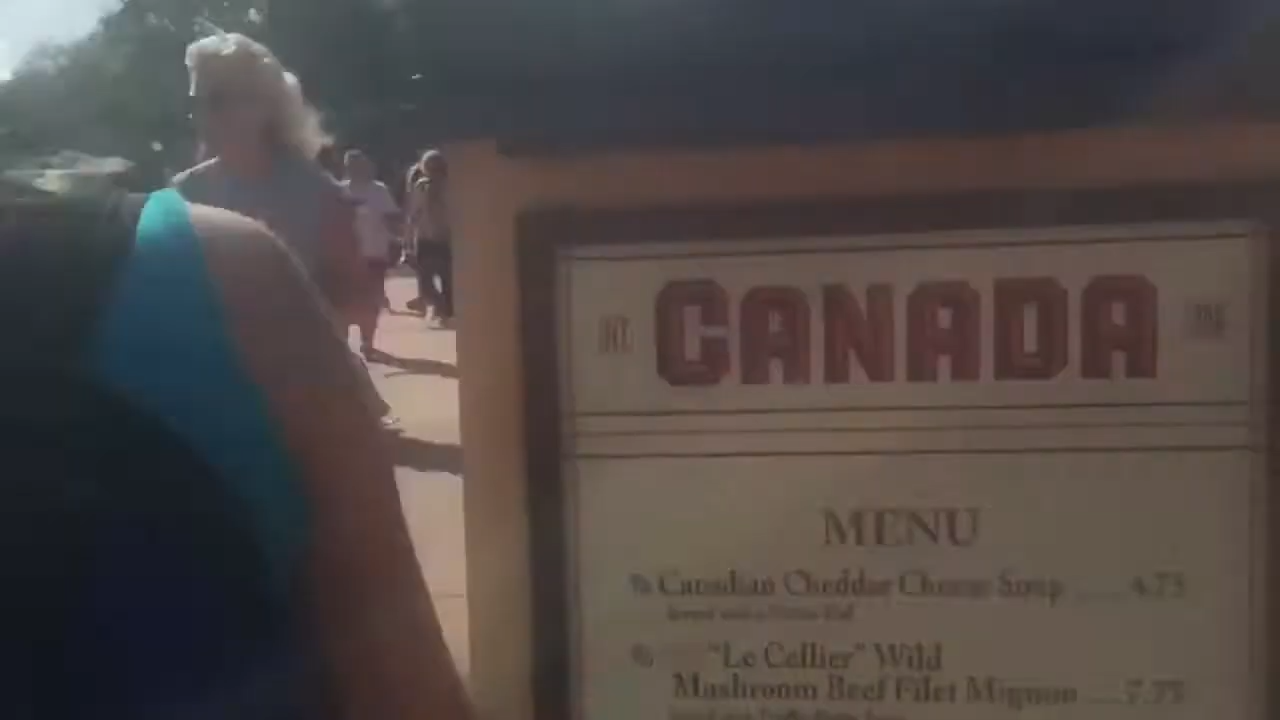 CANADA
MENU
Canadian Cheddar Cheese Soup ..... 4.75
"Le Cellier" Wild
Mushroom Beef Filet Mignon ..... 7.75